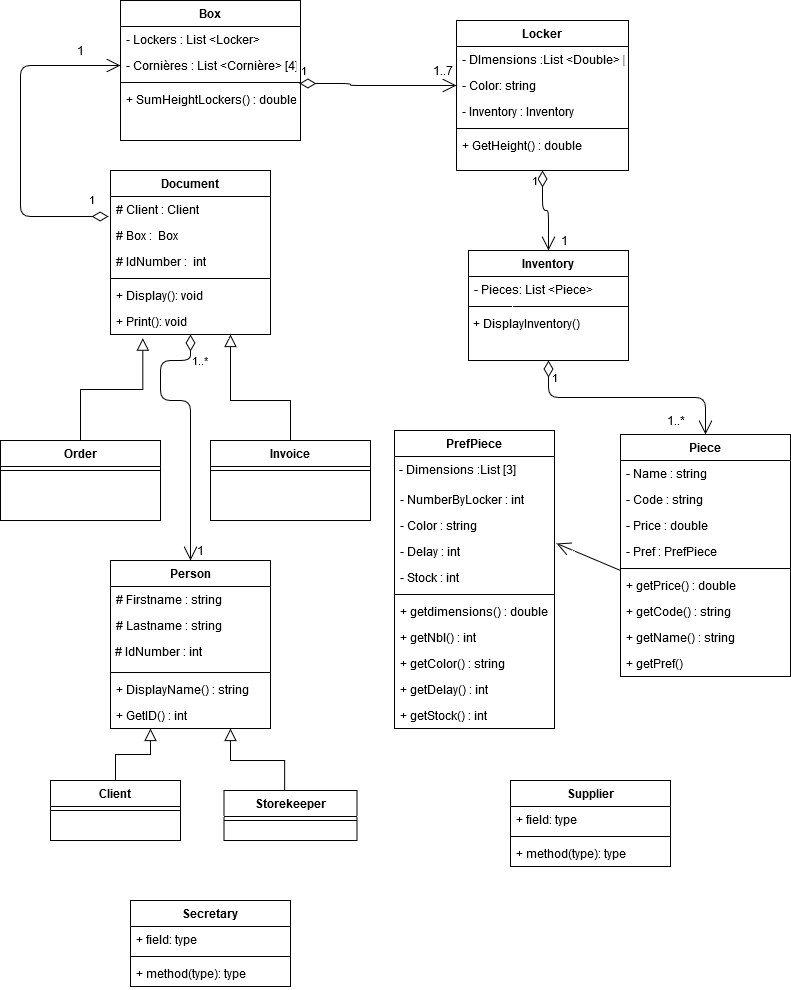 Box
- Lockers : List <Locker>
- Cornières : List <Cornière> [4]
+ SumHeightLockers() : double
1
1
1..7
Locker
- DImensions :List <Double> |
- Color: string
- Inventory : Inventory
+ GetHeight() : double
1
1
Document
# Client : Client
# Box :  Box
# IdNumber :  int
+ Display(): void
+ Print(): void
1
1..*
Inventory
- Pieces: List <Piece>
+ DisplayInventory()
1
1..*
Order
Invoice
PrefPiece
- Dimensions :List [3]
- NumberByLocker : int
- Color : string
- Delay : int
- Stock : int
+ getdimensions() : double
+ getNbl() : int
+ getColor() : string
+ getDelay() : int
+ getStock() : int
Piece
- Name : string
- Code : string
- Price : double
- Pref : PrefPiece
+ getPrice() : double
+ getCode() : string
+ getName() : string
+ getPref()
1
Person
# Firstname : string
# Lastname : string
# IdNumber : int
+ DisplayName() : string
+ GetID() : int
Client
Storekeeper
Supplier
+ field: type
+ method(type): type
Secretary
+ field: type
+ method(type): type